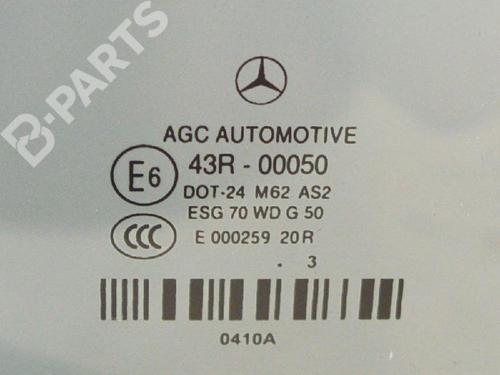 B-PARTS
AGC AUTOMOTIVE
E6 43R - 00050
DOT-24 M62 AS2
ESG 70 WD G 50
CCC E 000259 20R
. 3
0410A